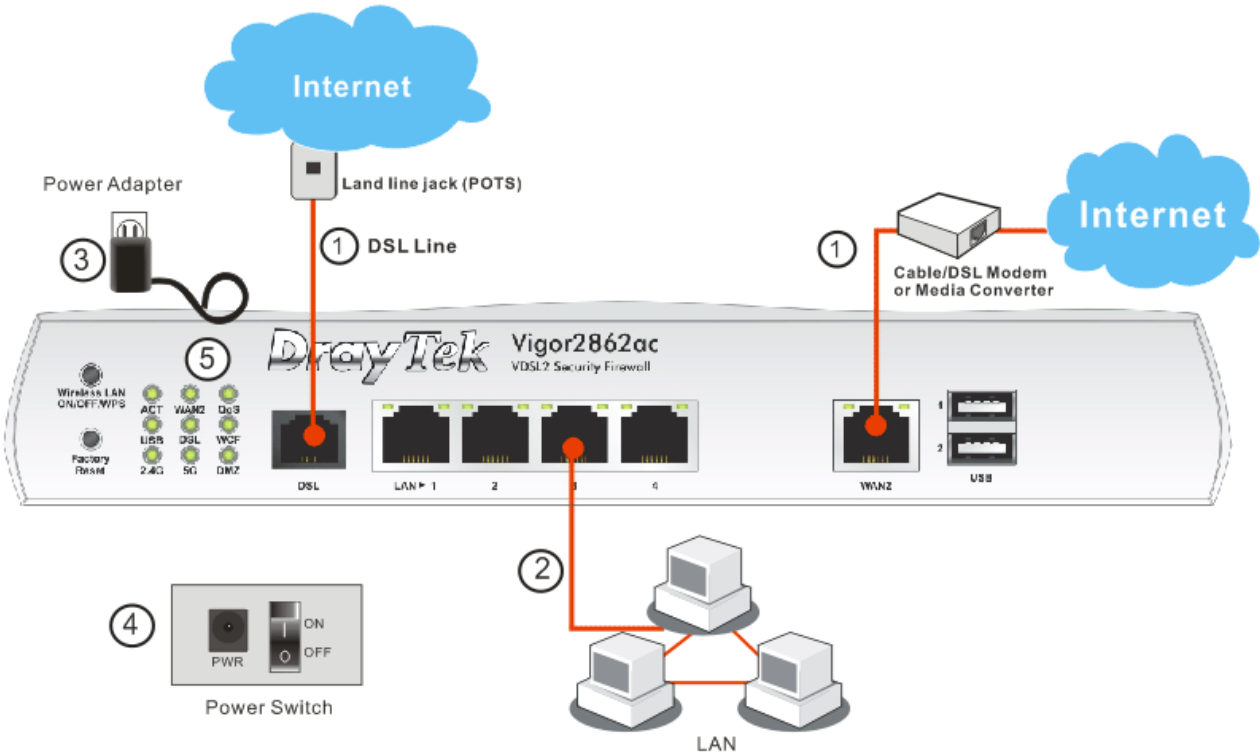 Internet
Land line jack (POTS)
Power Adapter
3
1 DSL Line
Internet
1
Cable/DSL Modem
or Media Converter
5
DrayTek
Vigor2862ac
VDSL2 Security Firewall
Wireless LAN
ON/OFF/WPS
ACT WAN2 QoS
USB DSL WCF
Factory
Reset
2.4G 5G DMZ
DSL
LAN 1 2 3 4
WAN2
1
2
USB
2
4
PWR
ON
OFF
Power Switch
LAN